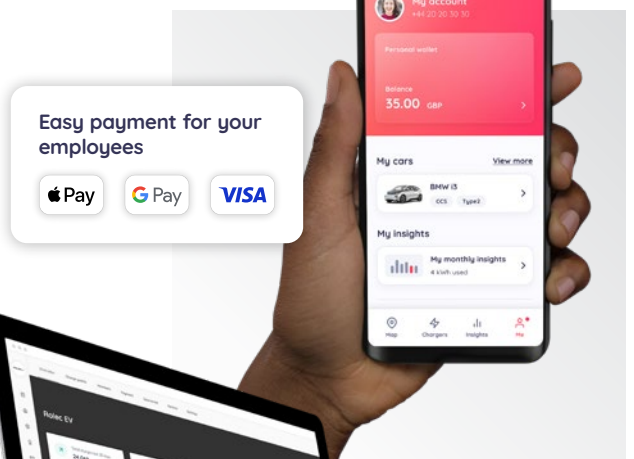 My account
+44 20 30 30 30
Personal wallet
Balance
35.00 GBP
Easy payment for your
employees
Pay
G Pay
VISA
My cars
View more
BMW i3
CCS Type2
My insights
My monthly insights
4 kWh used
Map
Chargers
Insights
Me
Rolec EV